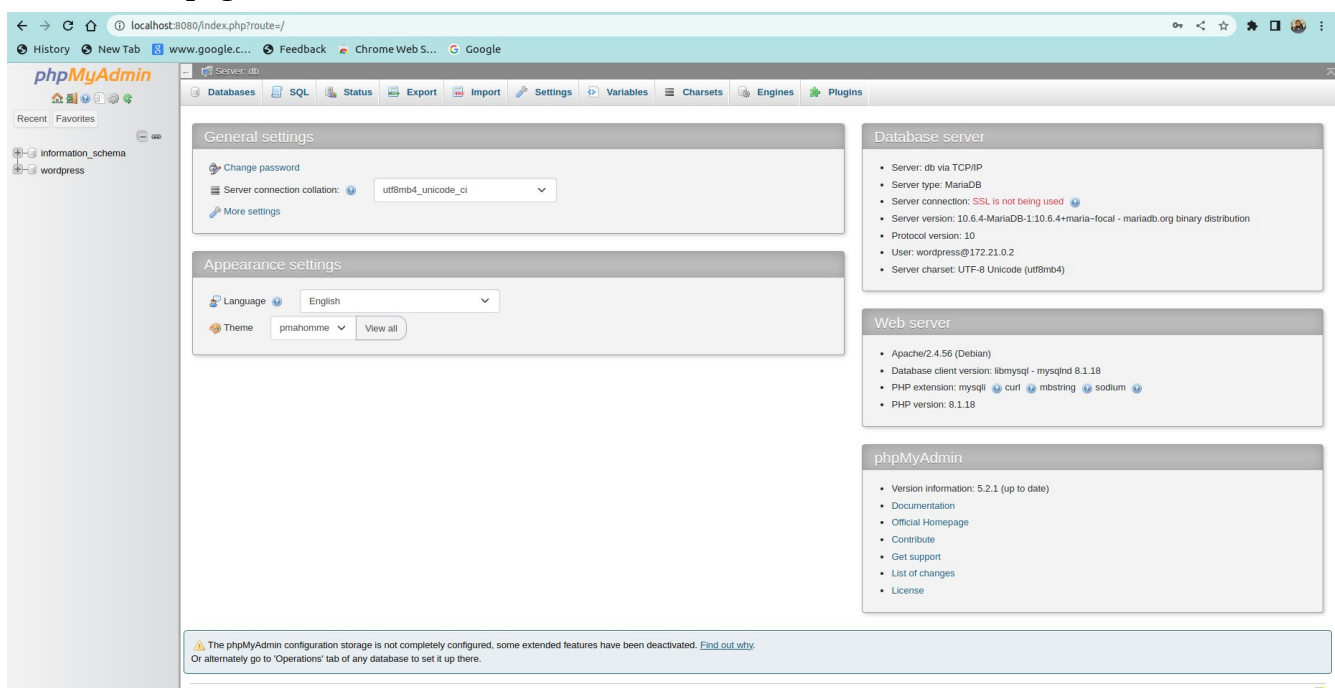 localhost:8080/index.php?route=/
History New Tab www.google.c... Feedback Chrome Web S... Google
phpMyAdmin
Recent Favorites
information_schema
wordpress
Server: db
Databases SQL Status Export Import Settings Variables Charsets Engines Plugins
General settings
Change password
Server connection collation: utf8mb4_unicode_ci
More settings
Appearance settings
Language English
Theme pmahomme View all
Database server
Server: db via TCP/IP
Server type: MariaDB
Server connection: SSL is not being used
Server version: 10.6.4-MariaDB-1:10.6.4+maria~focal - mariadb.org binary distribution
Protocol version: 10
User: wordpress@172.21.0.2
Server charset: UTF-8 Unicode (utf8mb4)
Web server
Apache/2.4.56 (Debian)
Database client version: libmysql - mysqlnd 8.1.18
PHP extension: mysqli curl mbstring sodium
PHP version: 8.1.18
phpMyAdmin
Version information: 5.2.1 (up to date)
Documentation
Official Homepage
Contribute
Get support
List of changes
License
The phpMyAdmin configuration storage is not completely configured, some extended features have been deactivated. Find out why.
Or alternately go to 'Operations' tab of any database to set it up there.